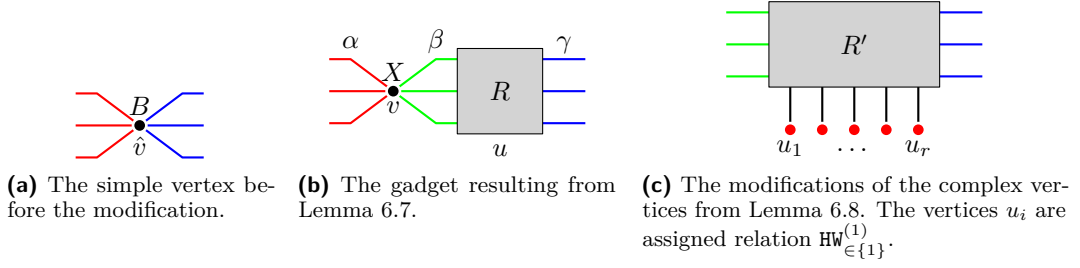 B
v̂
(a) The simple vertex be-
fore the modification.
α
β
γ
X
v
R
u
(b) The gadget resulting from
Lemma 6.7.
R′
u₁ ... uᵣ
(c) The modifications of the complex ver-
tices from Lemma 6.8. The vertices uᵢ are
assigned relation HW^{(1)}_{∈{1}}.